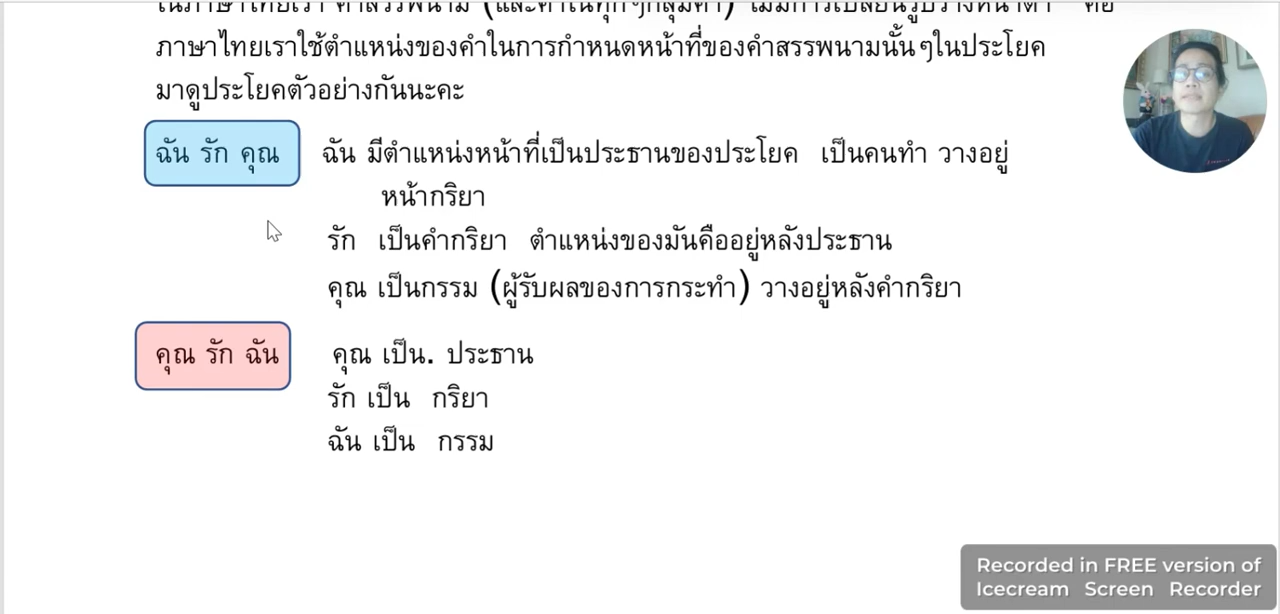 ภาษาไทยเราใช้ตำแหน่งของคำในการกำหนดหน้าที่ของคำสรรพนามนั้นๆในประโยค
มาดูประโยคตัวอย่างกันนะคะ
ฉัน รัก คุณ ฉัน มีตำแหน่งหน้าที่เป็นประธานของประโยค เป็นคนทำ วางอยู่
หน้ากริยา
รัก เป็นคำกริยา ตำแหน่งของมันคืออยู่หลังประธาน
คุณ เป็นกรรม (ผู้รับผลของการกระทำ) วางอยู่หลังคำกริยา
คุณ รัก ฉัน คุณ เป็น. ประธาน
รัก เป็น กริยา
ฉัน เป็น กรรม
Recorded in FREE version of
Icecream Screen Recorder